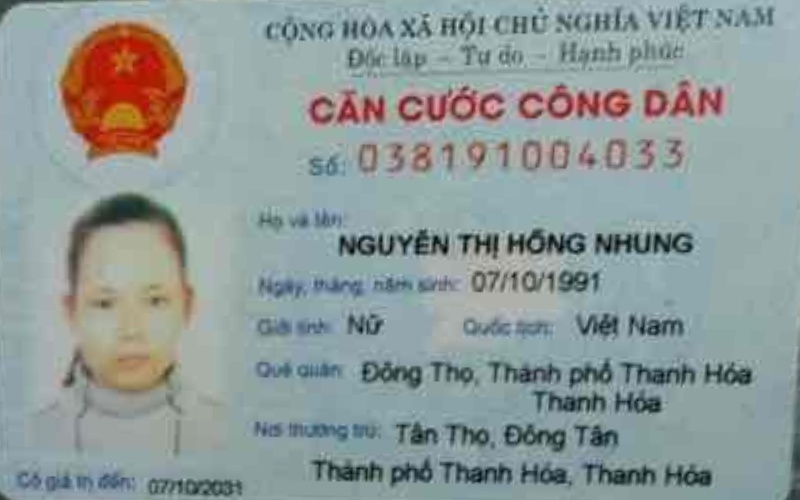 CỘNG HÒA XÃ HỘI CHỦ NGHĨA VIỆT NAM
Độc lập - Tự do - Hạnh phúc
CĂN CƯỚC CÔNG DÂN
Số: 038191004033
Họ và tên:
NGUYỄN THỊ HỒNG NHUNG
Ngày, tháng, năm sinh: 07/10/1991
Giới tính: Nữ Quốc tịch: Việt Nam
Quê quán: Đông Thọ, Thành phố Thanh Hóa
Thanh Hóa
Nơi thường trú: Tân Thọ, Đông Tân
Thành phố Thanh Hóa, Thanh Hóa
Có giá trị đến: 07/10/2031